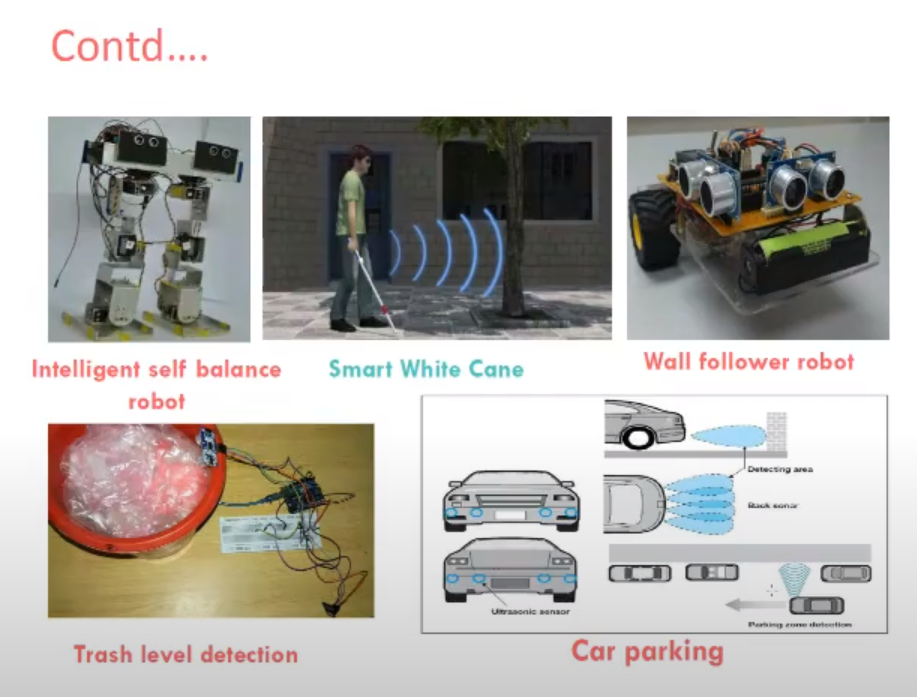 Contd....
Intelligent self balance
robot
Smart White Cane
Wall follower robot
Detecting area
Back sonar
Ultrasonic sensor
Parking zone detection
Trash level detection
Car parking